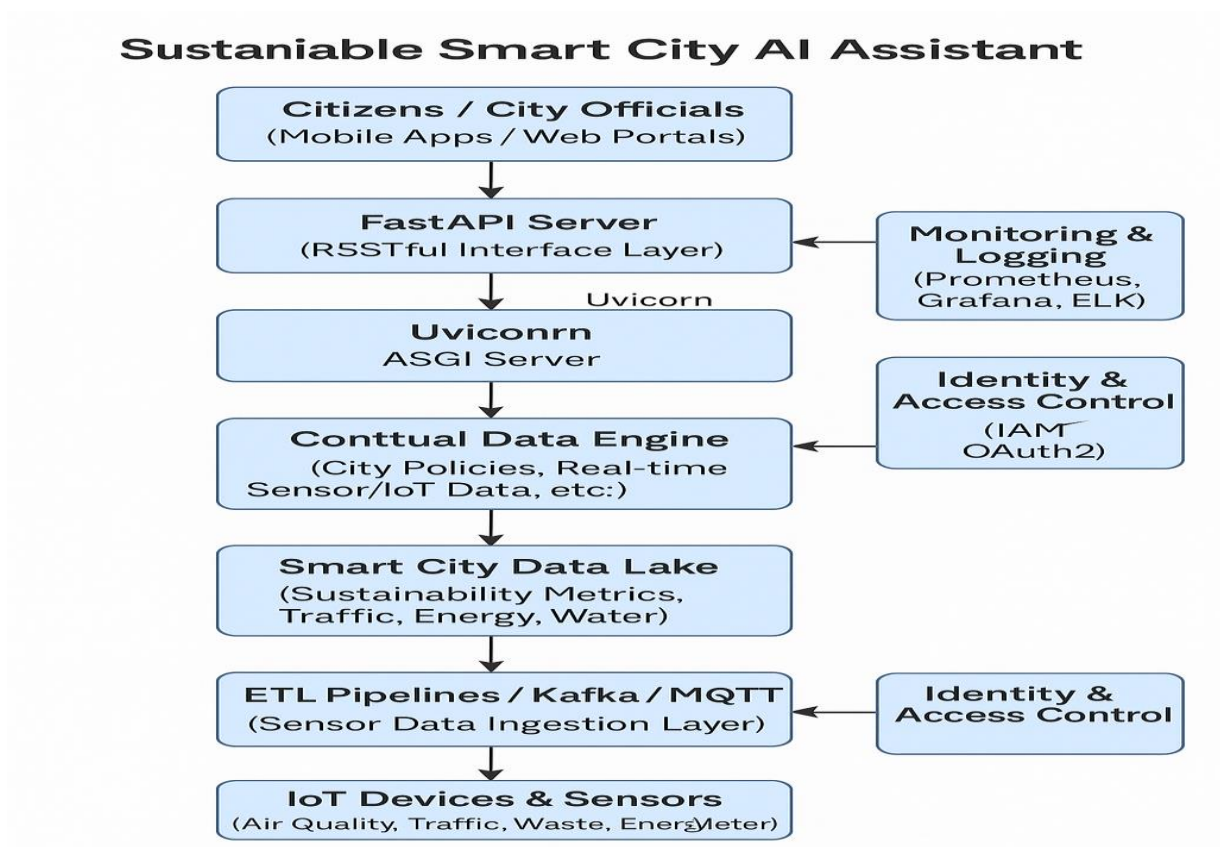 Sustaniable Smart City AI Assistant
Citizens / City Officials
(Mobile Apps / Web Portals)
FastAPI Server
(R5STful Interface Layer)
Monitoring &
Logging
(Prometheus,
Grafana, ELK)
Uvicorn
Uviconrn
ASGI Server
Identity &
Access Control
(IAM
OAuth2)
Conttual Data Engine
(City Policies, Real-time
Sensor/IoT Data, etc:)
Smart City Data Lake
(Sustainability Metrics,
Traffic, Energy, Water)
ETL Pipelines / Kafka / MQTT
(Sensor Data Ingestion Layer)
Identity &
Access Control
IoT Devices & Sensors
(Air Quality, Traffic, Waste,